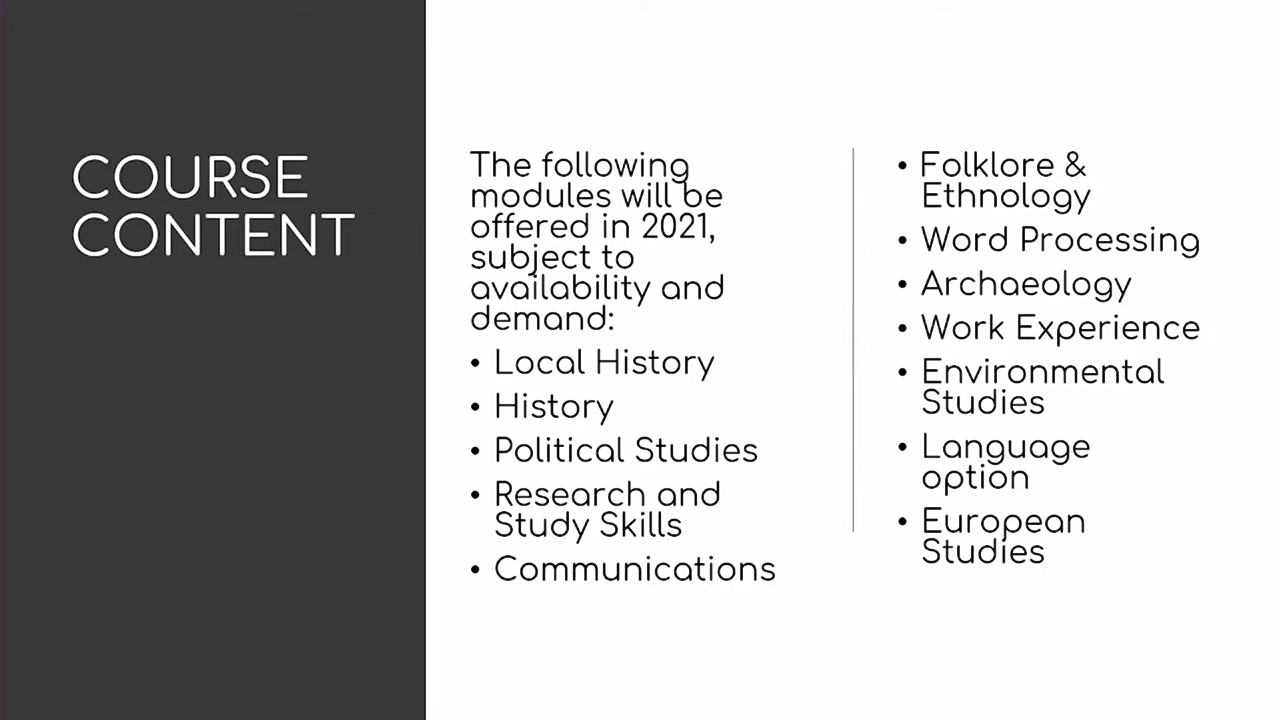 COURSE
CONTENT
The following
modules will be
offered in 2021,
subject to
availability and
demand:
• Local History
• History
• Political Studies
• Research and
Study Skills
• Communications
• Folklore &
Ethnology
• Word Processing
• Archaeology
• Work Experience
• Environmental
Studies
• Language
option
• European
Studies